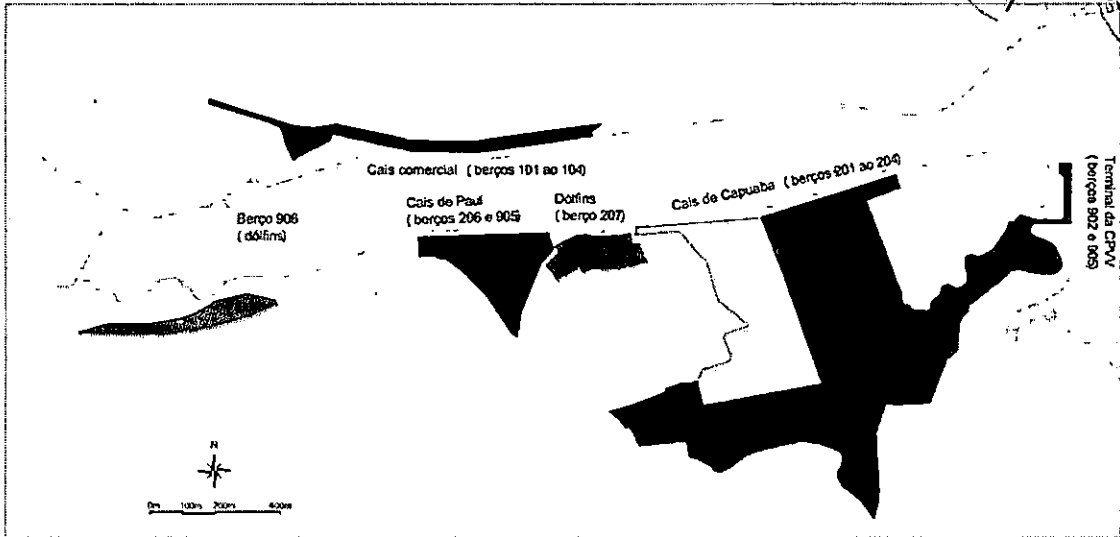 Cais comercial (berços 101 ao 104)
Berço 906
(dólfins)
Cais de Paul
(berços 206 e 905)
Dólfins
(berço 207)
Cais de Capuaba (berços 201 ao 204)
Terminal da CPVV
(berços 902 e 905)
N
0m 100m 200m 400m